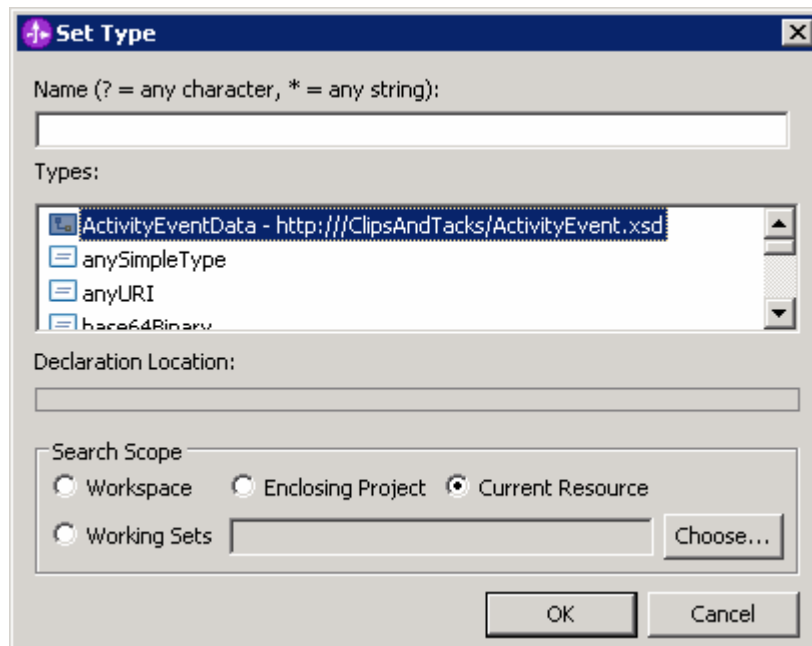 Set Type
Name (? = any character, * = any string):
Types:
ActivityEventData - http:///ClipsAndTacks/ActivityEvent.xsd
anySimpleType
anyURI
base64Binary
Declaration Location:
Search Scope
Workspace Enclosing Project Current Resource
Working Sets Choose...
OK Cancel